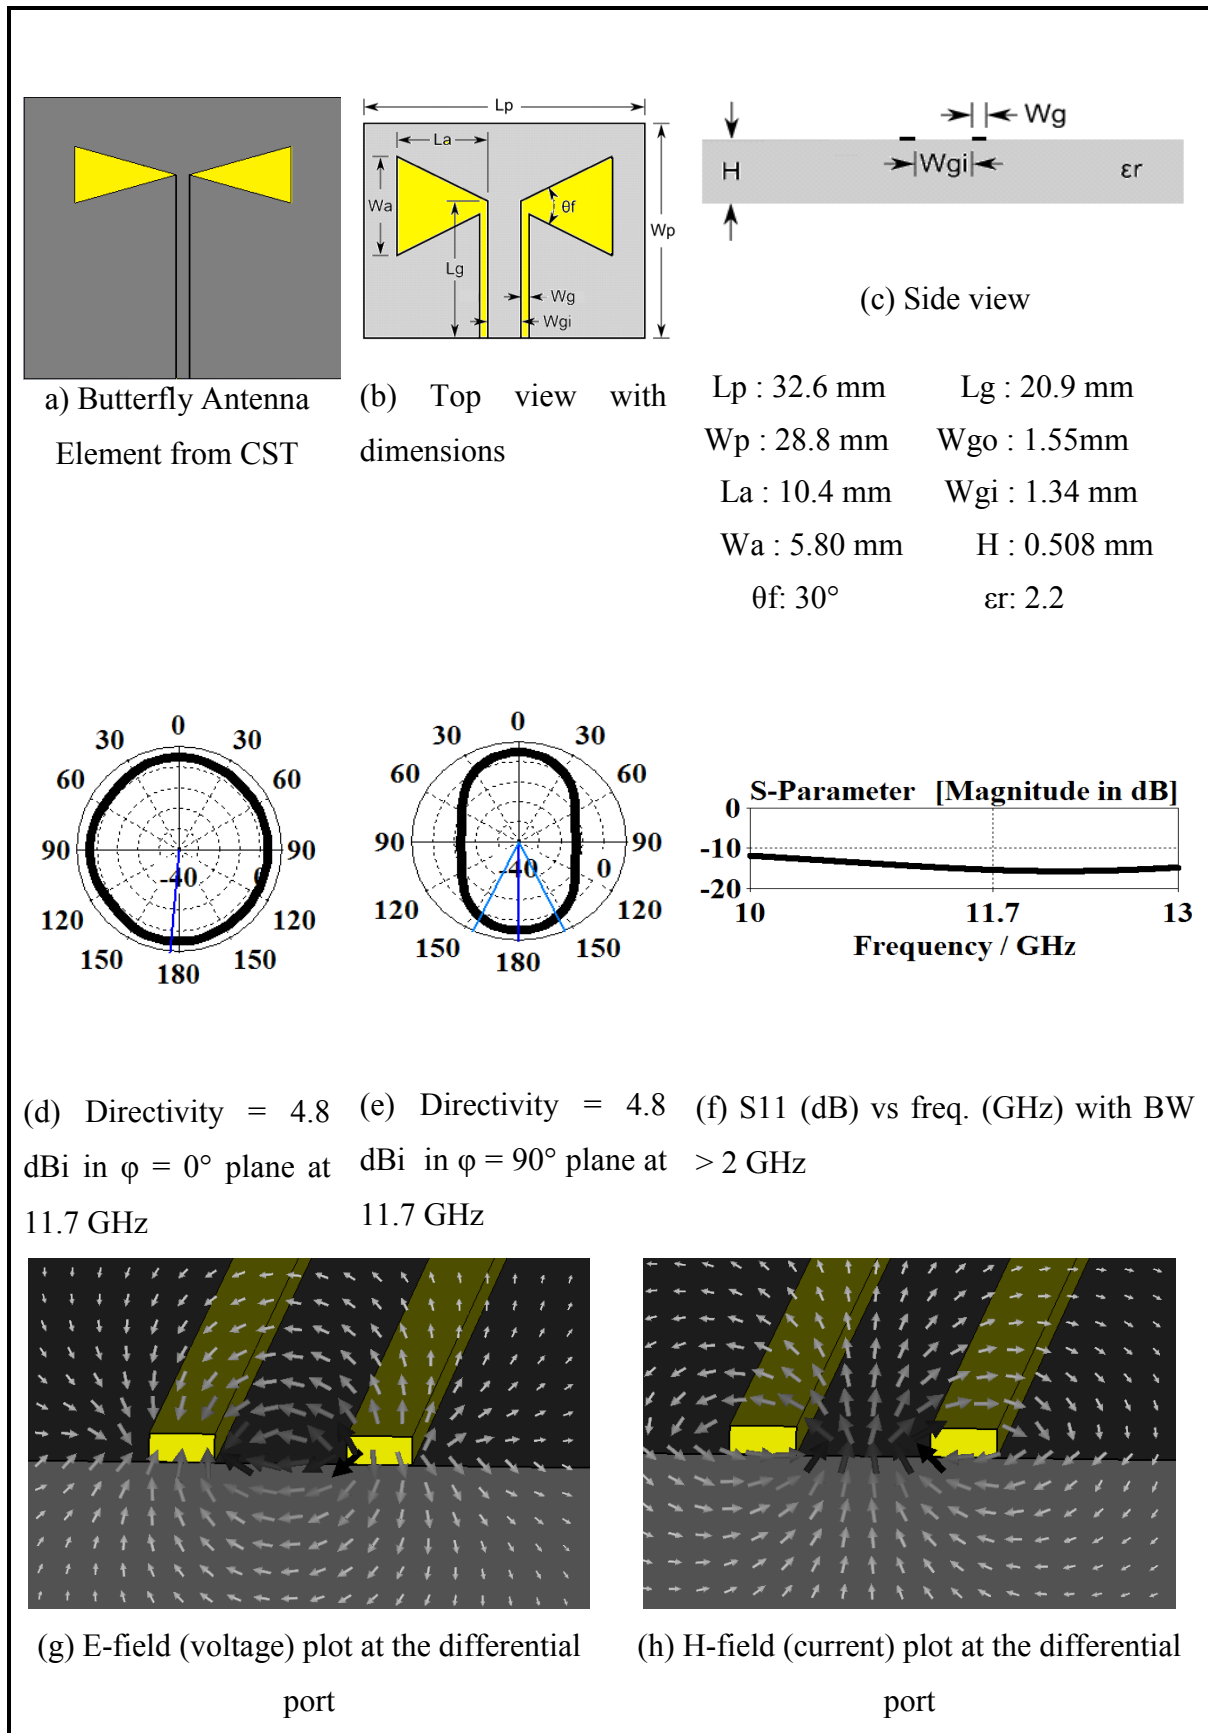 Lp
La
Wa
θf
Wp
Lg
Wg
Wgi
Wg
H
Wgi
εr
(c) Side view
a) Butterfly Antenna
Element from CST
(b) Top view with
dimensions
Lp : 32.6 mm Lg : 20.9 mm
Wp : 28.8 mm Wgo : 1.55mm
La : 10.4 mm Wgi : 1.34 mm
Wa : 5.80 mm H : 0.508 mm
θf: 30° εr: 2.2
0
30 30
60 60
90 90
-40 0
120 120
150 150
180
0
30 30
60 60
90 90
-40 0
120 120
150 150
180
S-Parameter [Magnitude in dB]
0
-10
-20
10 11.7 13
Frequency / GHz
(d) Directivity = 4.8
dBi in φ = 0° plane at
11.7 GHz
(e) Directivity = 4.8
dBi in φ = 90° plane at
11.7 GHz
(f) S11 (dB) vs freq. (GHz) with BW
> 2 GHz
(g) E-field (voltage) plot at the differential
port
(h) H-field (current) plot at the differential
port